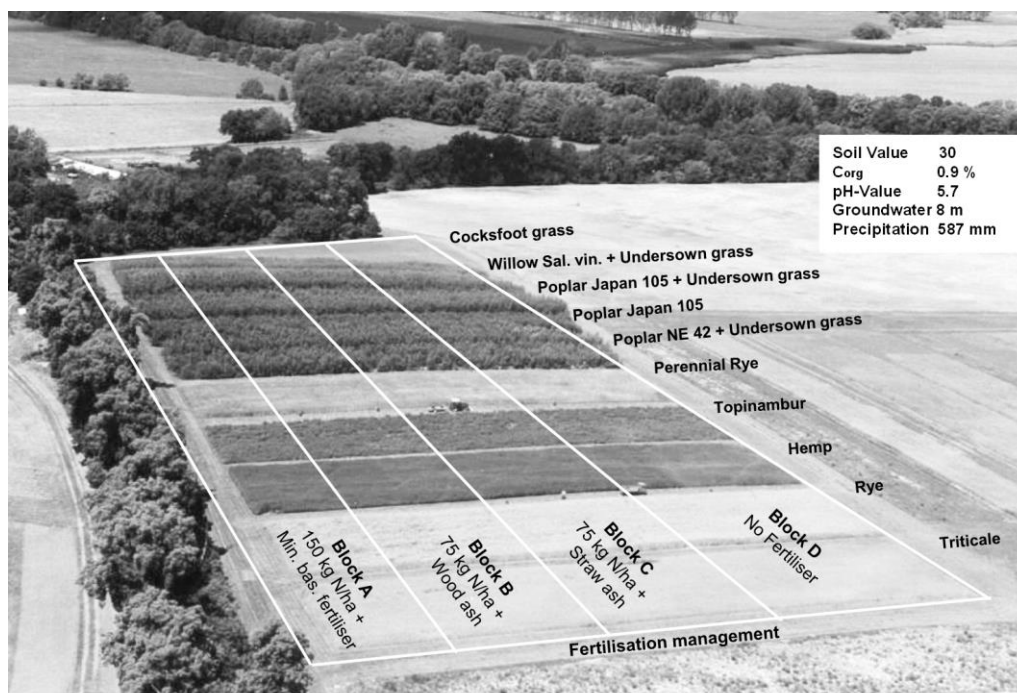 Soil Value 30
Corg 0.9 %
pH-Value 5.7
Groundwater 8 m
Precipitation 587 mm
Cocksfoot grass
Willow Sal. vin. + Undersown grass
Poplar Japan 105 + Undersown grass
Poplar Japan 105
Poplar NE 42 + Undersown grass
Perennial Rye
Topinambur
Hemp
Rye
Triticale
Block A
150 kg N/ha +
Min. bas. fertiliser
Block B
75 kg N/ha +
Wood ash
Block C
75 kg N/ha +
Straw ash
Block D
No Fertiliser
Fertilisation management